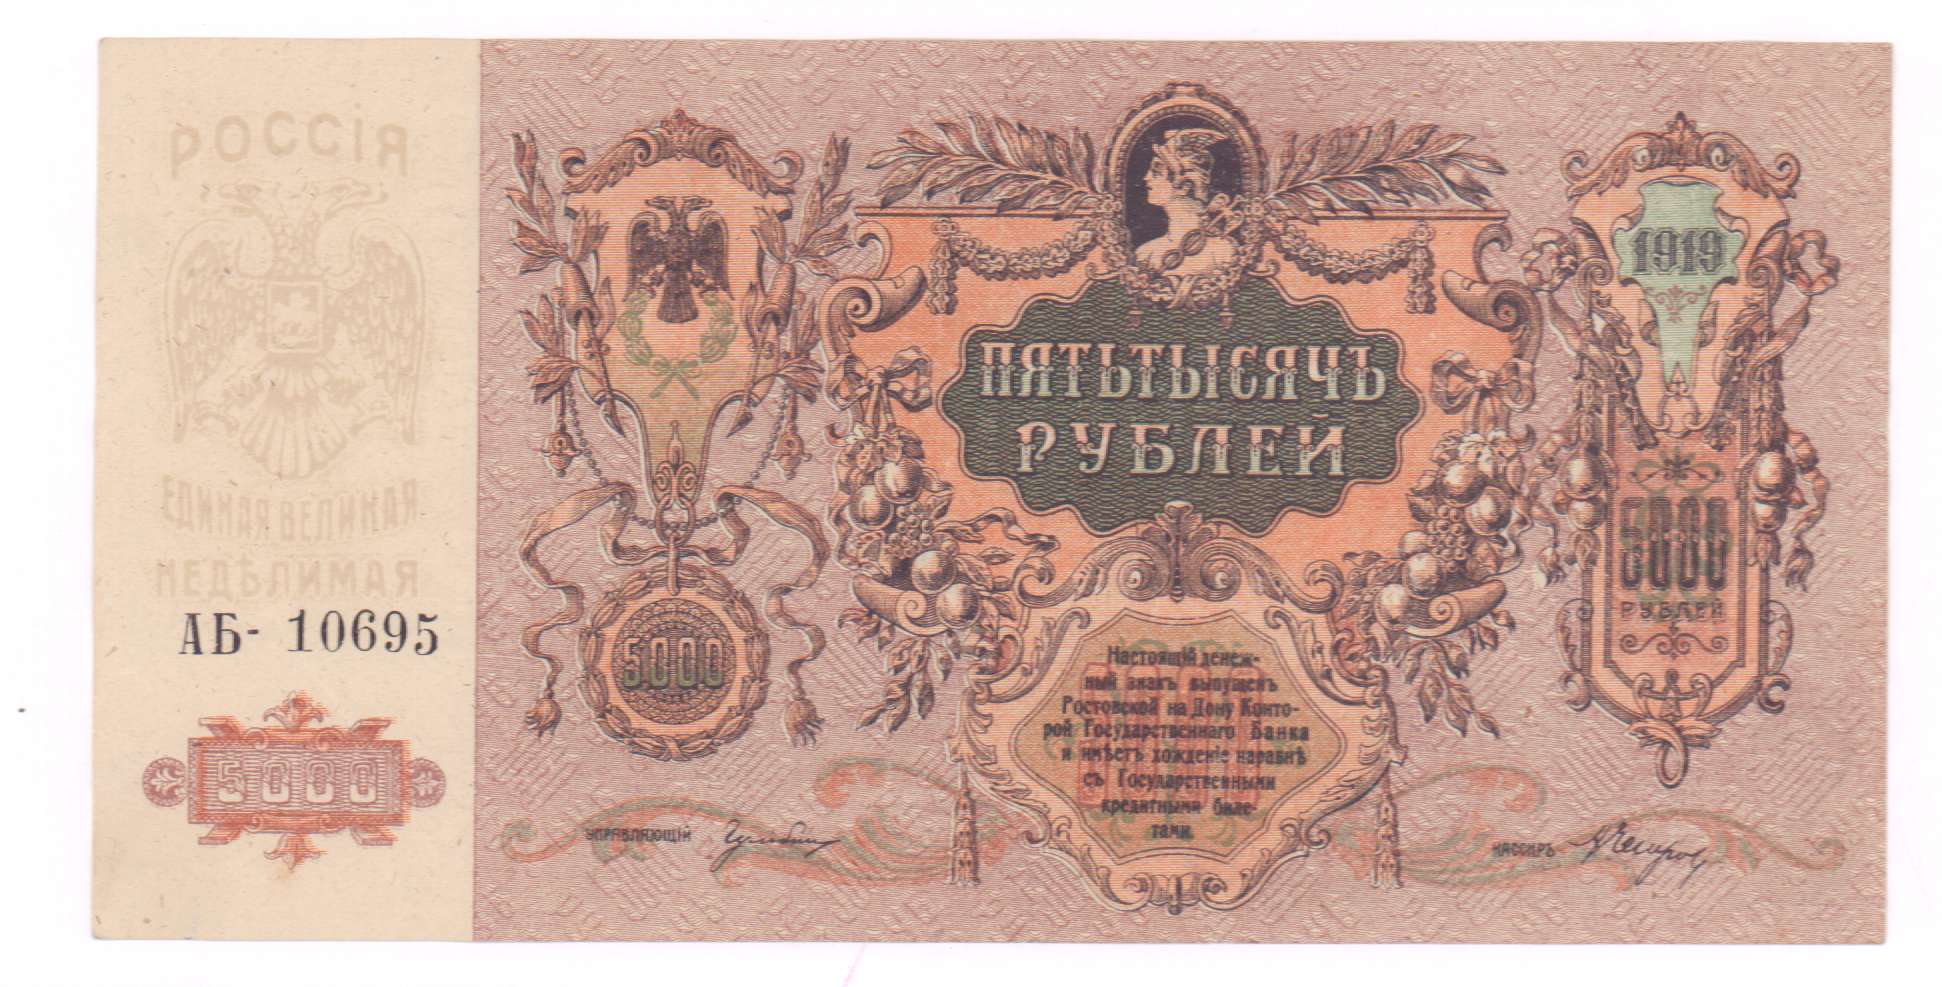 РОССІЯ
ЕДИНАЯ ВЕЛИКАЯ
НЕДѢЛИМАЯ
АБ- 10695
5000
5000
ПЯТЬТЫСЯЧЪ
РУБЛЕЙ
Настоящій денеж-
ный знакъ выпущенъ
Ростовской на Дону Конто-
рой Государственнаго Банка
и имѣетъ хожденіе наравнѣ
съ Государственными
кредитными биле-
тами.
УПРАВЛЯЮЩІЙ
КАССИРЪ
1919
5000
5000
РУБЛЕЙ